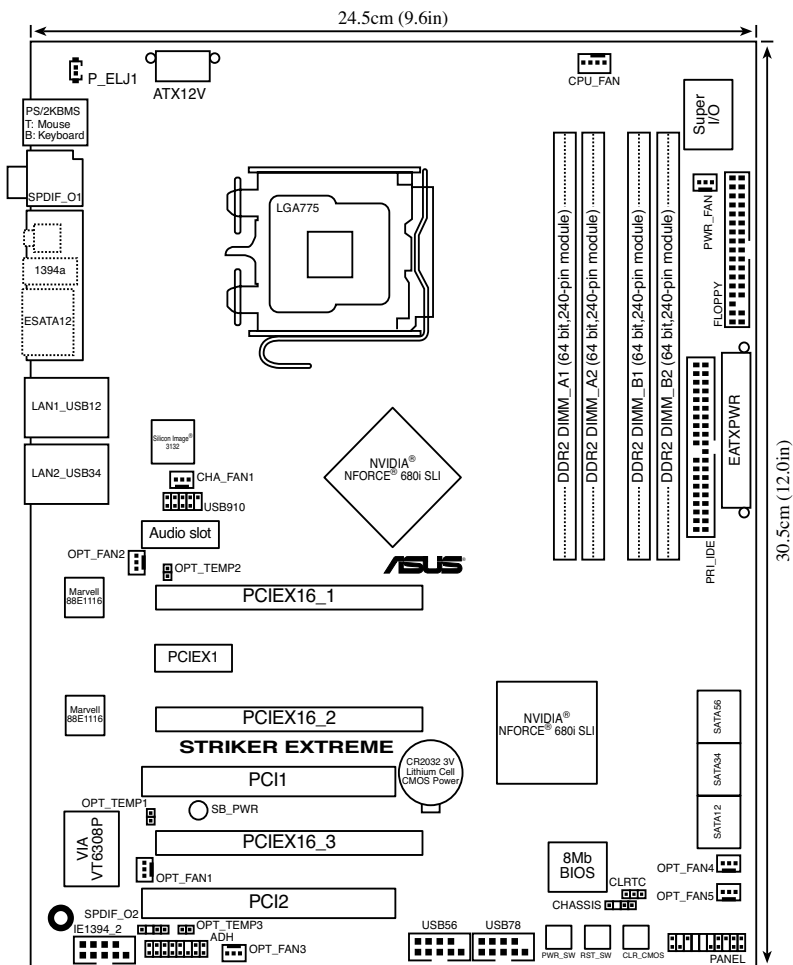 24.5cm (9.6in)
P_ELJ1
ATX12V
CPU_FAN
PS/2KBMS
T: Mouse
B: Keyboard
Super
I/O
SPDIF_O1
LGA775
PWR_FAN
FLOPPY
1394a
ESATA12
DDR2 DIMM_A1 (64 bit,240-pin module)
DDR2 DIMM_A2 (64 bit,240-pin module)
DDR2 DIMM_B1 (64 bit,240-pin module)
DDR2 DIMM_B2 (64 bit,240-pin module)
EATXPWR
30.5cm (12.0in)
LAN1_USB12
Silicon Image®
3132
LAN2_USB34
CHA_FAN1
USB910
NVIDIA®
NFORCE® 680i SLI
Audio slot
OPT_FAN2
OPT_TEMP2
ASUS
PRI_IDE
Marvell
88E1116
PCIEX16_1
PCIEX1
Marvell
88E1116
PCIEX16_2
NVIDIA®
NFORCE® 680i SLI
SATA56
SATA34
SATA12
STRIKER EXTREME
CR2032 3V
Lithium Cell
CMOS Power
PCI1
OPT_TEMP1
SB_PWR
VIA
VT6308P
PCIEX16_3
8Mb
BIOS
OPT_FAN4
OPT_FAN1
CLRTC
OPT_FAN5
PCI2
CHASSIS
SPDIF_O2
IE1394_2
OPT_TEMP3
ADH
OPT_FAN3
USB56
USB78
PWR_SW
RST_SW
CLR_CMOS
PANEL